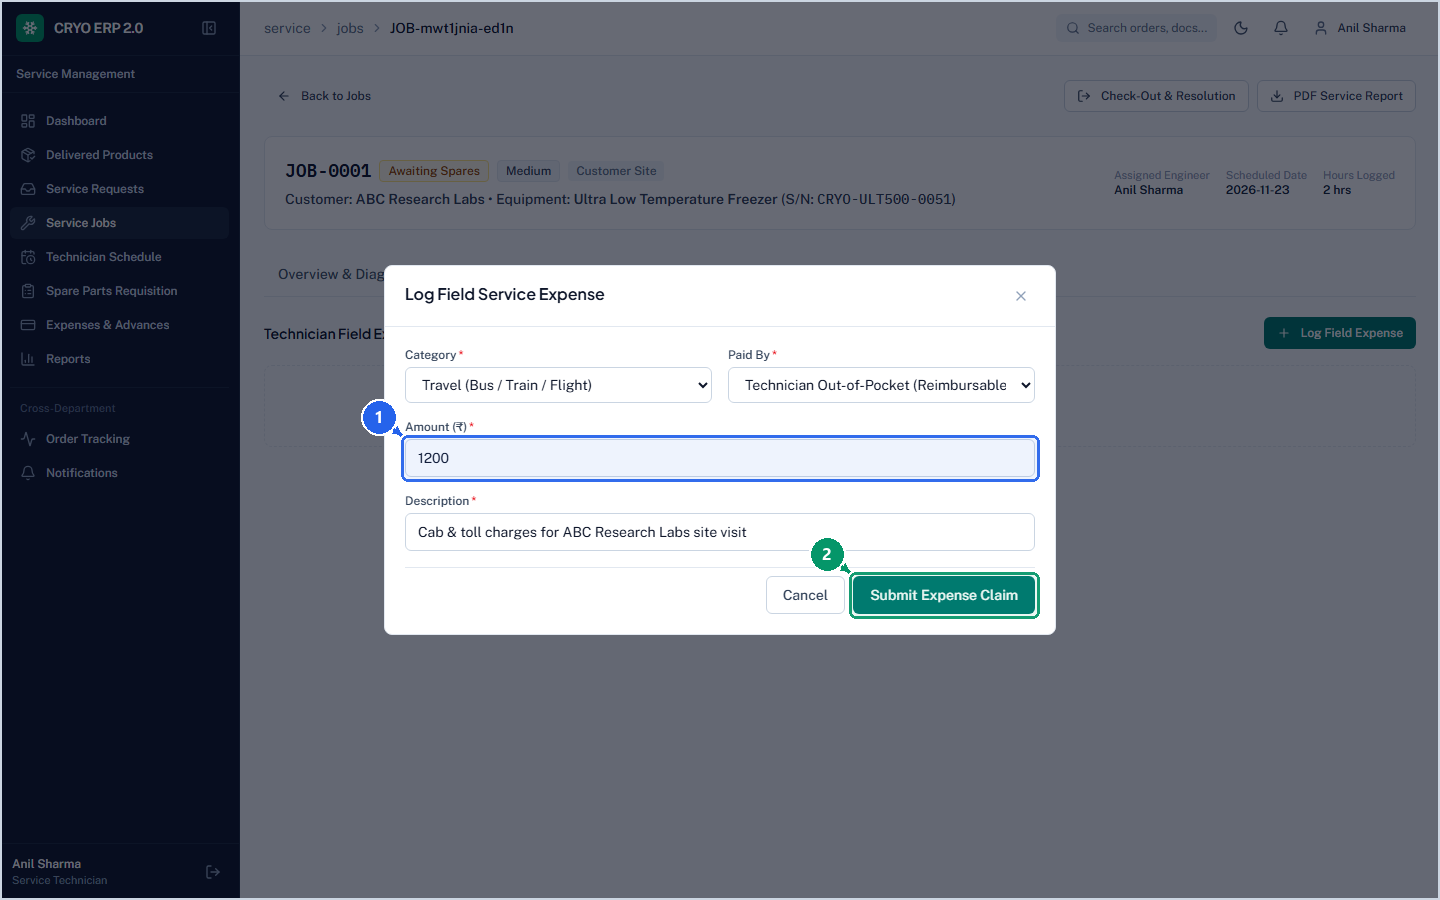 CRYO ERP 2.0
service > jobs > JOB-mwt1jnia-ed1n
Search orders, docs...
Anil Sharma
Service Management
Dashboard
Delivered Products
Service Requests
Service Jobs
Technician Schedule
Spare Parts Requisition
Expenses & Advances
Reports
Cross-Department
Order Tracking
Notifications
Anil Sharma
Service Technician
Back to Jobs
Check-Out & Resolution
PDF Service Report
JOB-0001 Awaiting Spares Medium Customer Site
Customer: ABC Research Labs • Equipment: Ultra Low Temperature Freezer (S/N: CRYO-ULT500-0051)
Assigned Engineer
Anil Sharma
Scheduled Date
2026-11-23
Hours Logged
2 hrs
Overview & Diag
Technician Field E
Log Field Expense
Log Field Service Expense
Category *
Travel (Bus / Train / Flight)
Paid By *
Technician Out-of-Pocket (Reimbursable
1
Amount (₹) *
1200
Description *
Cab & toll charges for ABC Research Labs site visit
2
Cancel
Submit Expense Claim